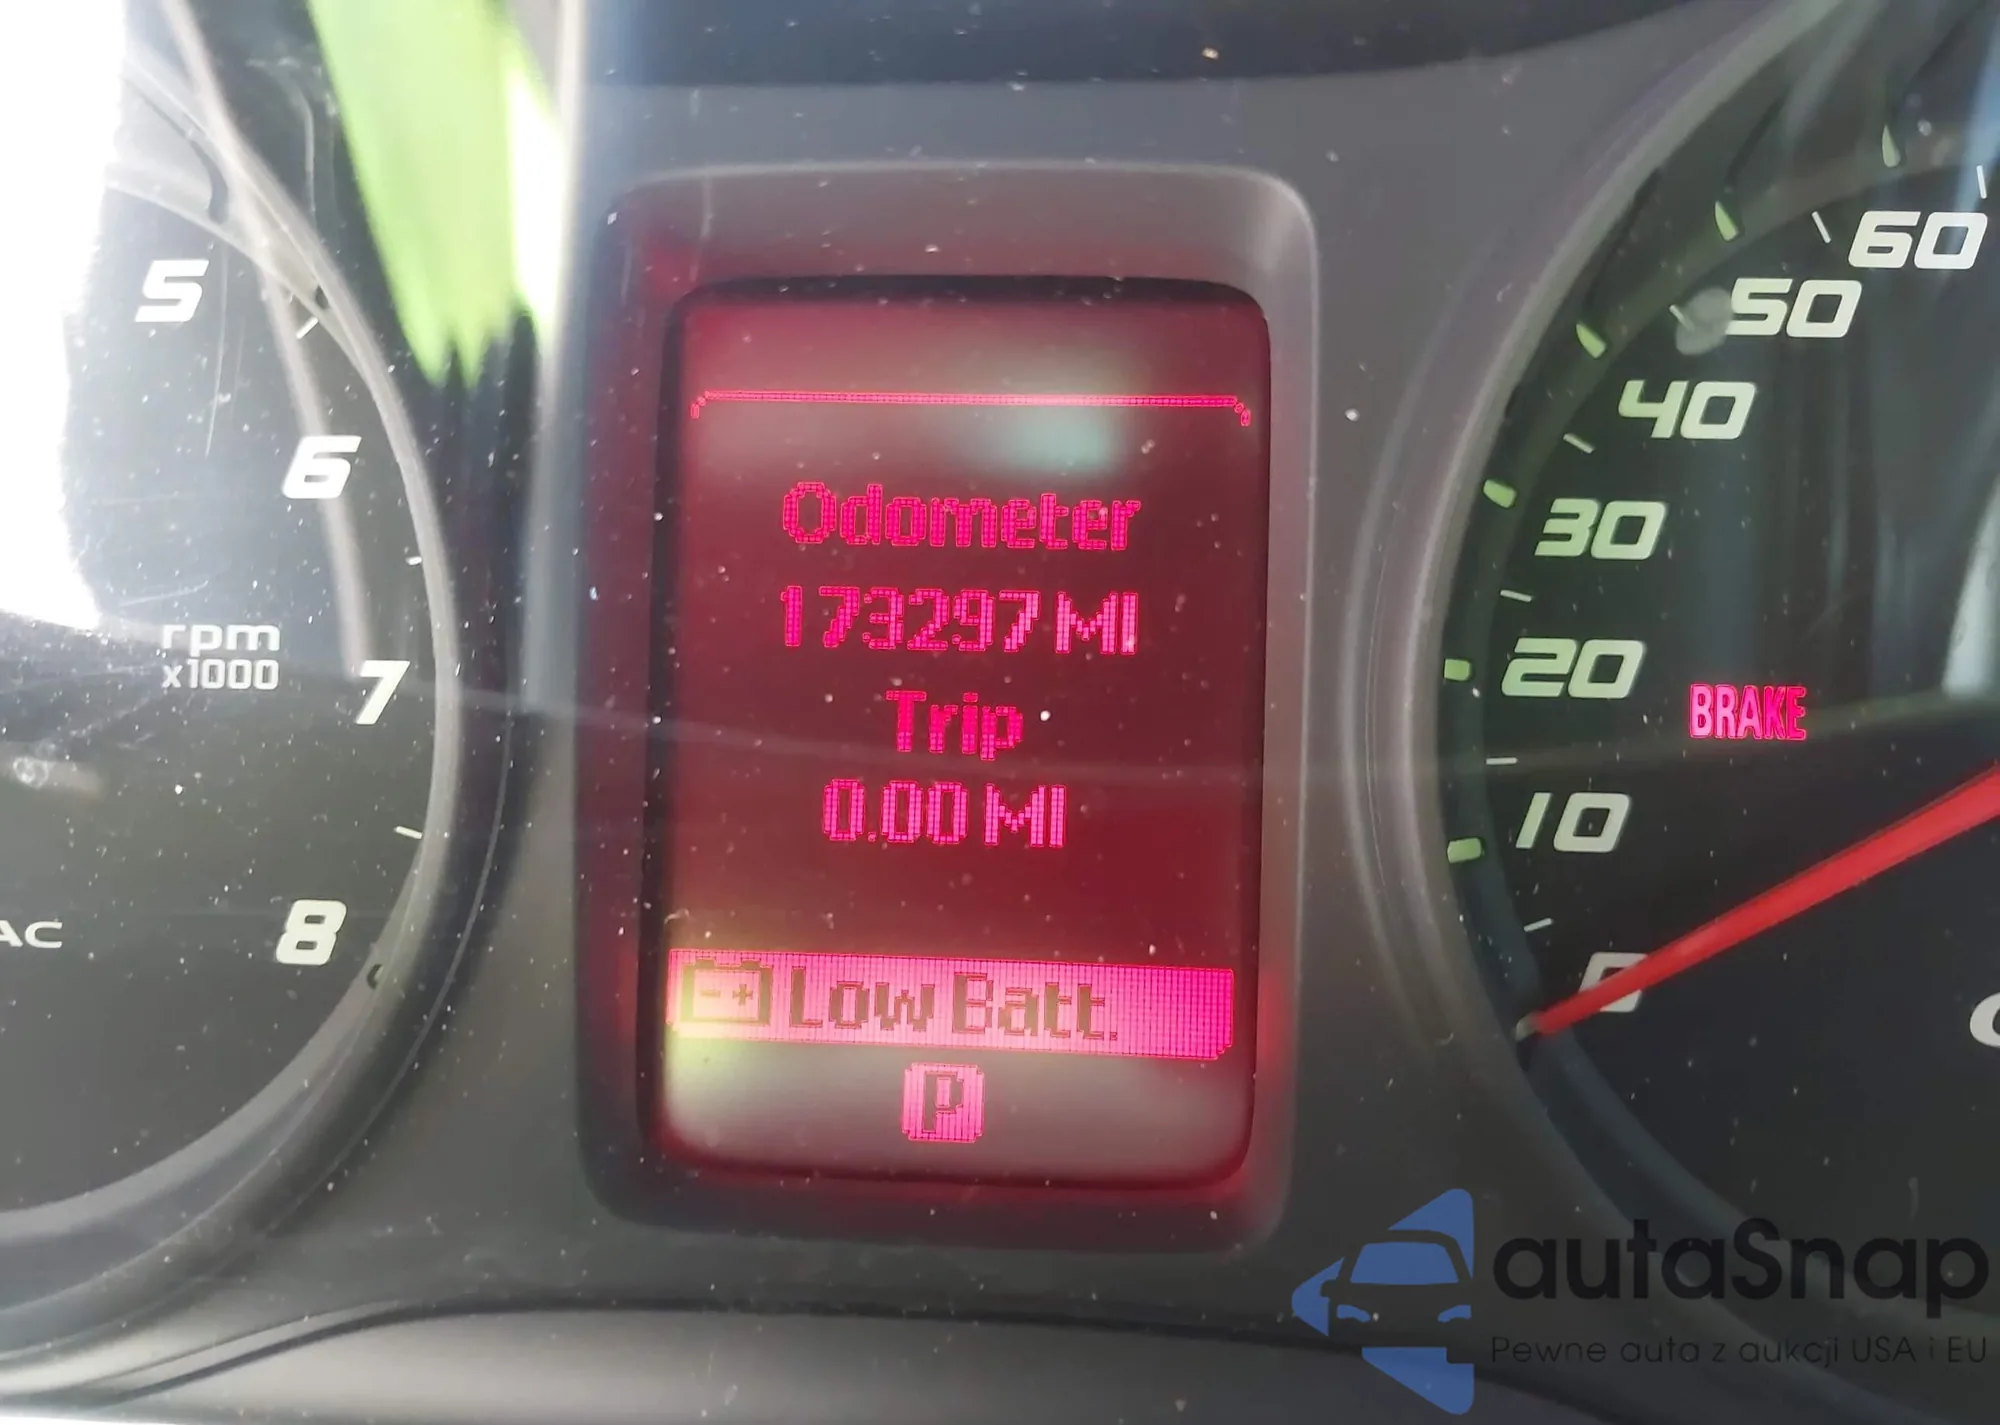 5
6
rpm
x1000
7
8
AC
Odometer
173297 MI
Trip
0.00 MI
Low Batt.
P
60
50
40
30
20
10
0
BRAKE
autaSnap
Pewne auta z aukcji USA i EU